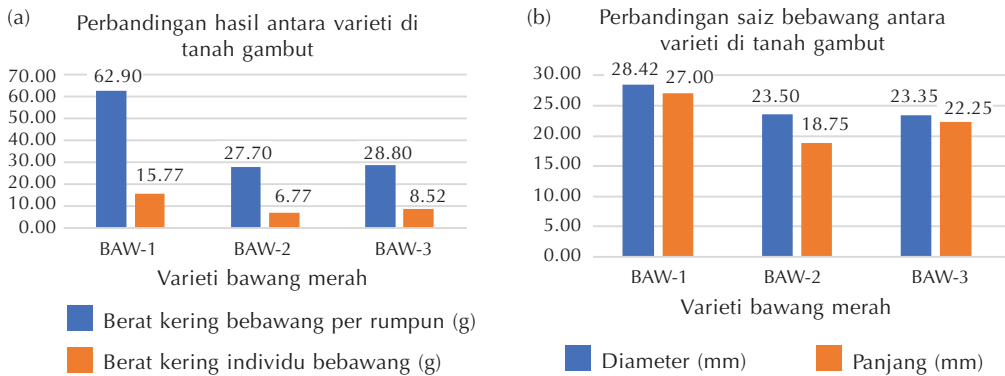 (a)
Perbandingan hasil antara varieti di
tanah gambut
70.00
60.00
50.00
40.00
30.00
20.00
10.00
0.00
62.90
15.77
27.70
6.77
28.80
8.52
BAW-1 BAW-2 BAW-3
Varieti bawang merah
Berat kering bebawang per rumpun (g)
Berat kering individu bebawang (g)
(b)
Perbandingan saiz bebawang antara
varieti di tanah gambut
30.00
25.00
20.00
15.00
10.00
5.00
0.00
28.42
27.00
23.50
18.75
23.35
22.25
BAW-1 BAW-2 BAW-3
Varieti bawang merah
Diameter (mm) Panjang (mm)